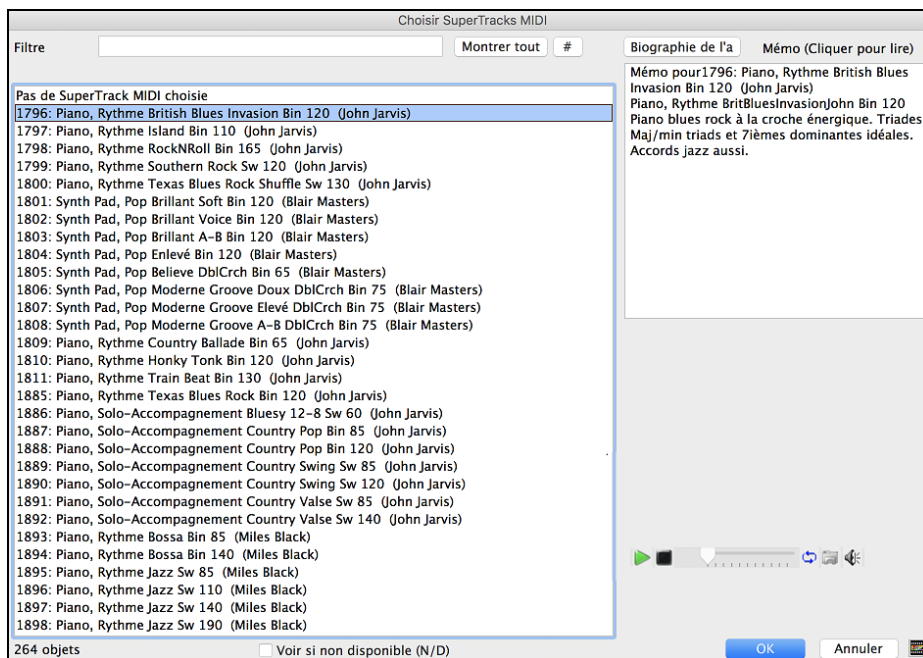 Choisir SuperTracks MIDI
Filtre
Montrer tout
#
Biographie de l'a
Mémo (Cliquer pour lire)
Pas de SuperTrack MIDI choisie
1796: Piano, Rythme British Blues Invasion Bin 120 (John Jarvis)
1797: Piano, Rythme Island Bin 110 (John Jarvis)
1798: Piano, Rythme RockNRoll Bin 165 (John Jarvis)
1799: Piano, Rythme Southern Rock Sw 120 (John Jarvis)
1800: Piano, Rythme Texas Blues Rock Shuffle Sw 130 (John Jarvis)
1801: Synth Pad, Pop Brillant Soft Bin 120 (Blair Masters)
1802: Synth Pad, Pop Brillant Voice Bin 120 (Blair Masters)
1803: Synth Pad, Pop Brillant A-B Bin 120 (Blair Masters)
1804: Synth Pad, Pop Enlevé Bin 120 (Blair Masters)
1805: Synth Pad, Pop Believe DblCrch Bin 65 (Blair Masters)
1806: Synth Pad, Pop Moderne Groove Doux DblCrch Bin 75 (Blair Masters)
1807: Synth Pad, Pop Moderne Groove Elevé DblCrch Bin 75 (Blair Masters)
1808: Synth Pad, Pop Moderne Groove A-B DblCrch Bin 75 (Blair Masters)
1809: Piano, Rythme Country Ballade Bin 65 (John Jarvis)
1810: Piano, Rythme Honky Tonk Bin 120 (John Jarvis)
1811: Piano, Rythme Train Beat Bin 130 (John Jarvis)
1885: Piano, Rythme Texas Blues Rock Bin 120 (John Jarvis)
1886: Piano, Solo-Accompagnement Bluesy 12-8 Sw 60 (John Jarvis)
1887: Piano, Solo-Accompagnement Country Pop Bin 85 (John Jarvis)
1888: Piano, Solo-Accompagnement Country Pop Bin 120 (John Jarvis)
1889: Piano, Solo-Accompagnement Country Swing Sw 85 (John Jarvis)
1890: Piano, Solo-Accompagnement Country Swing Sw 120 (John Jarvis)
1891: Piano, Solo-Accompagnement Country Valse Sw 85 (John Jarvis)
1892: Piano, Solo-Accompagnement Country Valse Sw 140 (John Jarvis)
1893: Piano, Rythme Bossa Bin 85 (Miles Black)
1894: Piano, Rythme Bossa Bin 140 (Miles Black)
1895: Piano, Rythme Jazz Sw 85 (Miles Black)
1896: Piano, Rythme Jazz Sw 110 (Miles Black)
1897: Piano, Rythme Jazz Sw 140 (Miles Black)
1898: Piano, Rythme Jazz Sw 190 (Miles Black)
Mémo pour1796: Piano, Rythme British Blues
Invasion Bin 120 (John Jarvis)
Piano, Rythme BritBluesInvasionJohn Bin 120
Piano blues rock à la croche énergique. Triades
Maj/min triads et 7ièmes dominantes idéales.
Accords jazz aussi.
264 objets
Voir si non disponible (N/D)
OK
Annuler